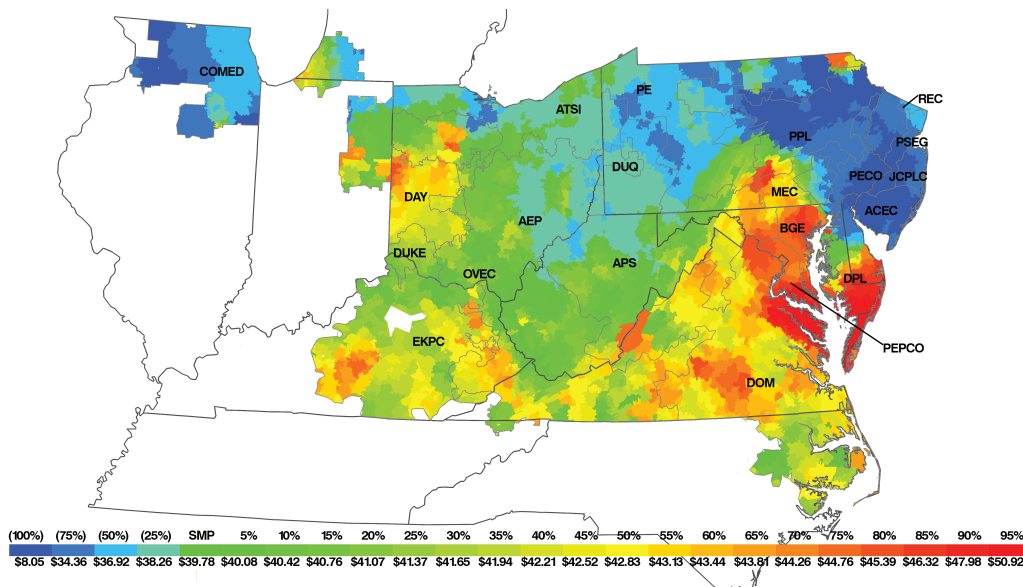 COMED
PE
REC
ATSI
PPL
PSEG
DUQ
PECO JCPLC
MEC
DAY
ACEC
AEP
BGE
DUKE
APS
OVEC
DPL
EKPC
PEPCO
DOM
(100%) (75%) (50%) (25%) SMP 5% 10% 15% 20% 25% 30% 35% 40% 45% 50% 55% 60% 65% 70% 75% 80% 85% 90% 95%
$8.05 $34.36 $36.92 $38.26 $39.78 $40.08 $40.42 $40.76 $41.07 $41.37 $41.65 $41.94 $42.21 $42.52 $42.83 $43.13 $43.44 $43.81 $44.26 $44.76 $45.39 $46.32 $47.98 $50.92